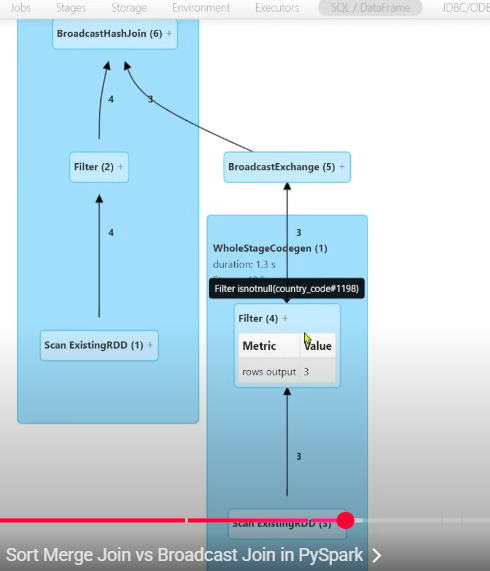 Jobs Stages Storage Environment Executors SQL / DataFrame JDBC/ODB
BroadcastHashJoin (6) +
4 3
Filter (2) +
BroadcastExchange (5) +
4 3
WholeStageCodegen (1)
duration: 1.3 s
Filter isnotnull(country_code#1198)
Filter (4) +
Metric Value
rows output 3
Scan ExistingRDD (1) +
3
Scan ExistingRDD (3) +
Sort Merge Join vs Broadcast Join in PySpark